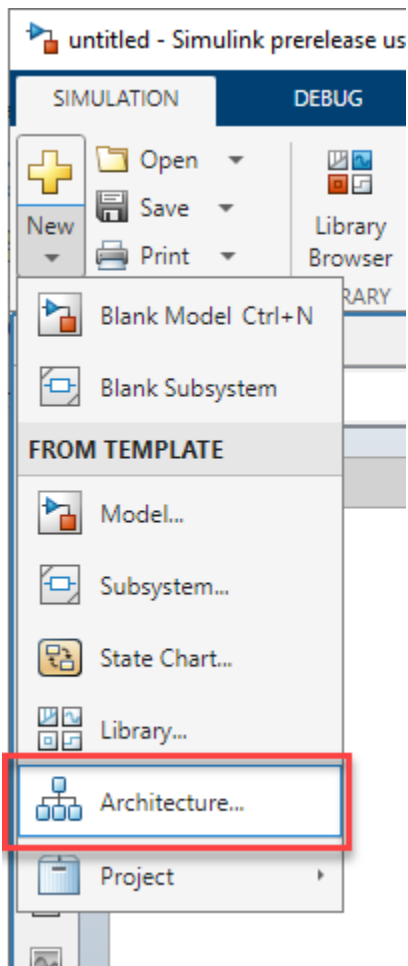 untitled - Simulink prerelease us
SIMULATION DEBUG
New
Open
Save
Print
Library
Browser
RARY
Blank Model Ctrl+N
Blank Subsystem
FROM TEMPLATE
Model...
Subsystem...
State Chart...
Library...
Architecture...
Project